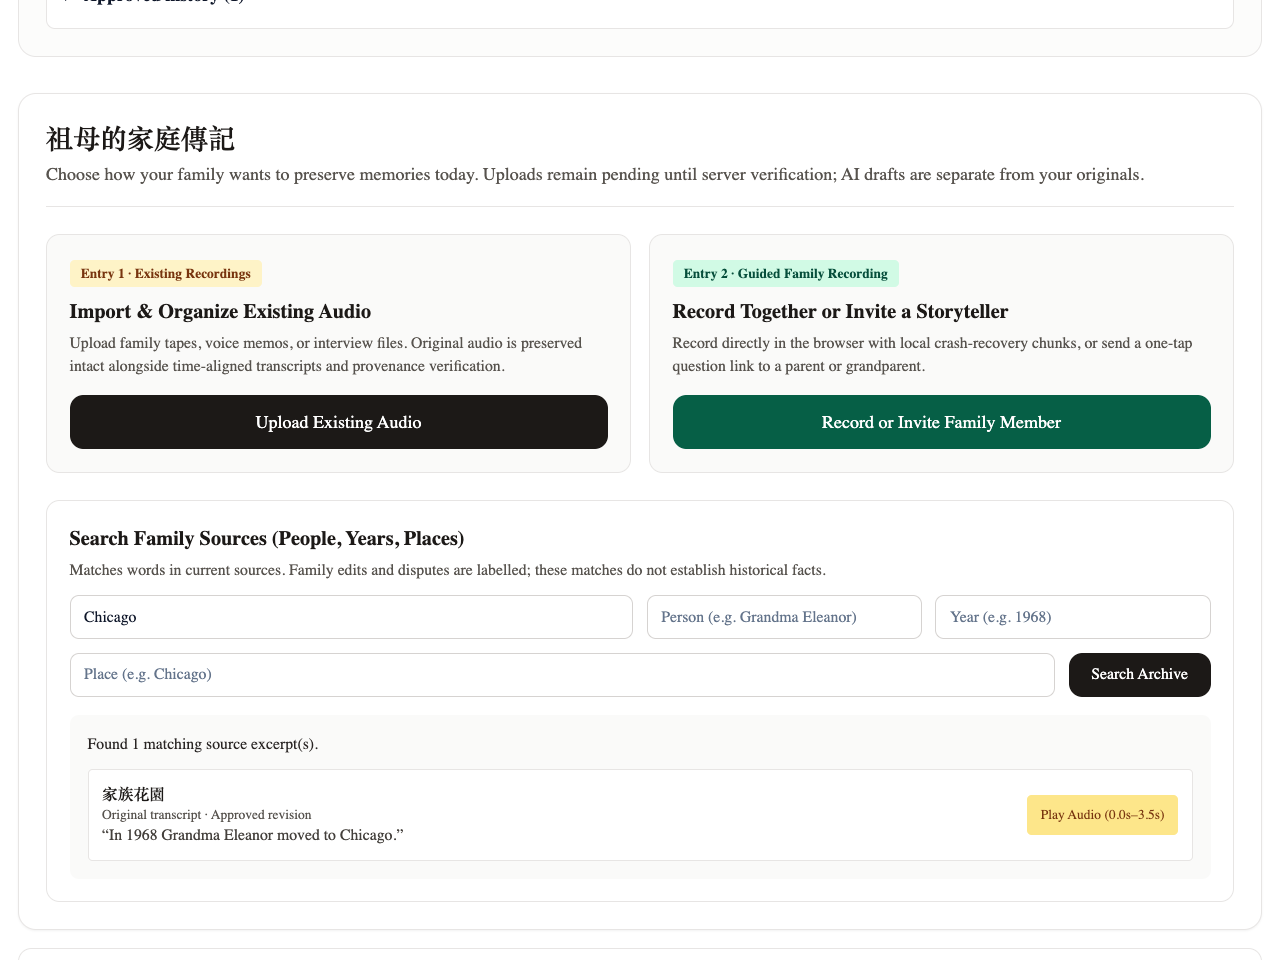 祖母的家庭傳記
Choose how your family wants to preserve memories today. Uploads remain pending until server verification; AI drafts are separate from your originals.
Entry 1 · Existing Recordings
Import & Organize Existing Audio
Upload family tapes, voice memos, or interview files. Original audio is preserved
intact alongside time-aligned transcripts and provenance verification.
Upload Existing Audio
Entry 2 · Guided Family Recording
Record Together or Invite a Storyteller
Record directly in the browser with local crash-recovery chunks, or send a one-tap
question link to a parent or grandparent.
Record or Invite Family Member
Search Family Sources (People, Years, Places)
Matches words in current sources. Family edits and disputes are labelled; these matches do not establish historical facts.
Chicago
Person (e.g. Grandma Eleanor)
Year (e.g. 1968)
Place (e.g. Chicago)
Search Archive
Found 1 matching source excerpt(s).
家族花園
Original transcript · Approved revision
“In 1968 Grandma Eleanor moved to Chicago.”
Play Audio (0.0s–3.5s)